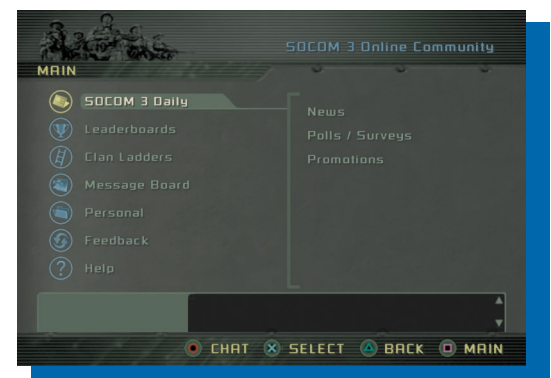 SOCOM 3 Online Community
MAIN
SOCOM 3 Daily
Leaderboards
Clan Ladders
Message Board
Personal
Feedback
? Help
News
Polls / Surveys
Promotions
CHAT SELECT BACK MAIN